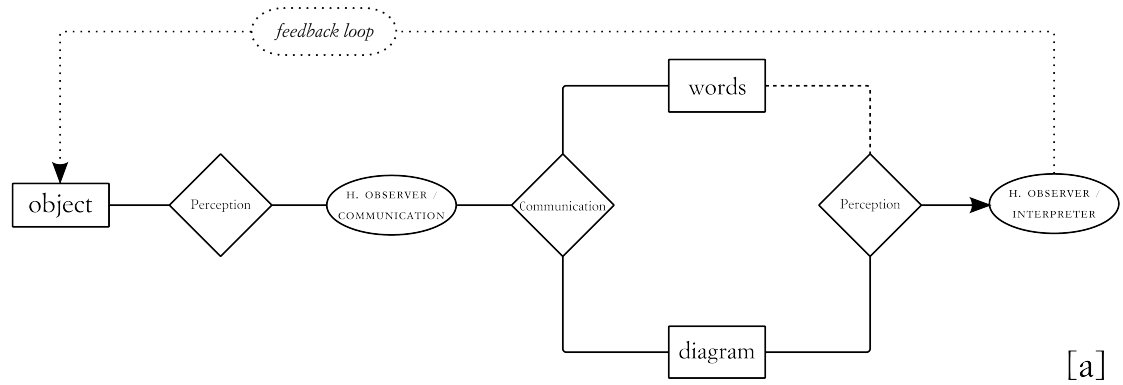 feedback loop
words
object
Perception
H. OBSERVER /
COMMUNICATION
Communication
Perception
H. OBSERVER /
INTERPRETER
diagram
[a]